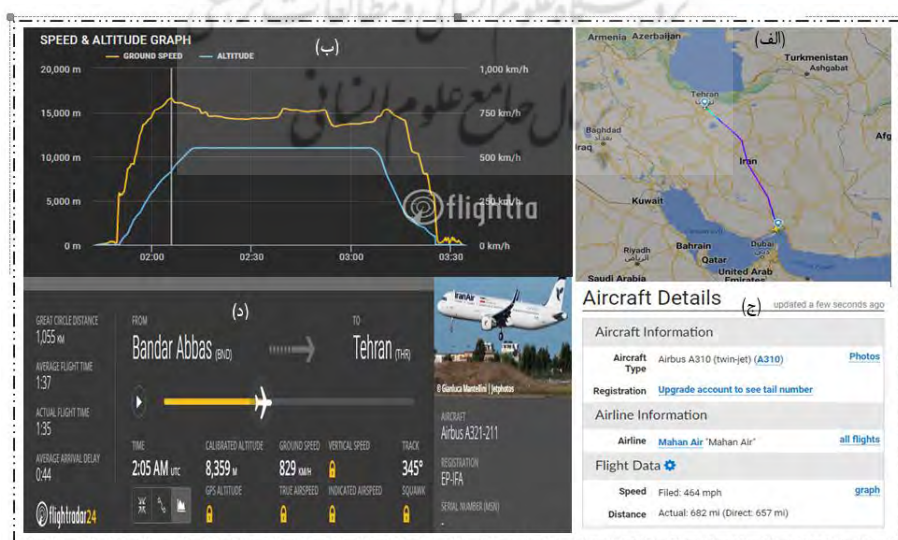 SPEED & ALTITUDE GRAPH
(ب)
GROUND SPEED
ALTITUDE
20,000 m
15,000 m
10,000 m
5,000 m
0 m
1,000 km/h
750 km/h
500 km/h
250 km/h
0 km/h
02:00
02:30
03:00
03:30
جامع علوم انسانی
(الف)
Armenia
Azerbaijan
Turkmenistan
Ashgabat
Tehran
Baghdad
Iraq
Iran
Afg
Kuwait
Bahrain
Dubai
Riyadh
Qatar
United Arab
Emirates
Saudi Arabia
GREAT CIRCLE DISTANCE
1,055 KM
AVERAGE FLIGHT TIME
1:37
ACTUAL FLIGHT TIME
1:35
AVERAGE ARRIVAL DELAY
0:44
flightradar24
(د)
FROM
Bandar Abbas (BND)
TO
Tehran (THR)
TIME
2:05 AM UTC
CALIBRATED ALTITUDE
8,359 M
GROUND SPEED
829 KM/H
VERTICAL SPEED
TRACK
345°
GPS ALTITUDE
TRUE AIRSPEED
INDICATED AIRSPEED
SQUAWK
IranAir
© Gianluca Mantellini | Jetphotos
AIRCRAFT
Airbus A321-211
REGISTRATION
EP-IFA
SERIAL NUMBER (MSN)
-
Aircraft Details
(ج)
updated a few seconds ago
Aircraft Information
Aircraft Type
Airbus A310 (twin-jet) (A310)
Photos
Registration
Upgrade account to see tail number
Airline Information
Airline
Mahan Air "Mahan Air"
all flights
Flight Data
Speed
Filed: 464 mph
graph
Distance
Actual: 682 mi (Direct: 657 mi)